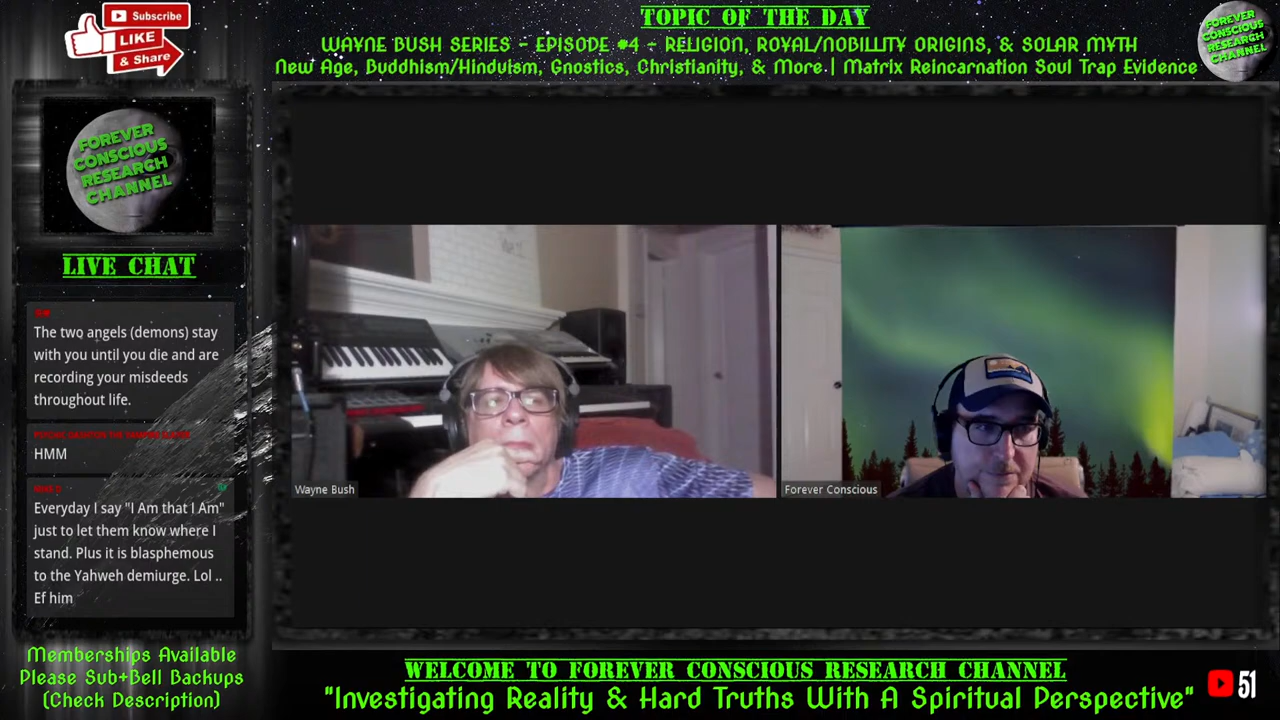 Subscribe
LIKE
& Share
TOPIC OF THE DAY
WAYNE BUSH SERIES - EPISODE #4 - RELIGION, ROYAL/NOBILLITY ORIGINS, & SOLAR MYTH
New Age, Buddhism/Hinduism, Gnostics, Christianity, & More | Matrix Reincarnation Soul Trap Evidence
FOREVER
CONSCIOUS
RESEARCH
CHANNEL
FOREVER
CONSCIOUS
RESEARCH
CHANNEL
LIVE CHAT
The two angels (demons) stay
with you until you die and are
recording your misdeeds
throughout life.
HMM
Everyday I say "I Am that I Am"
just to let them know where I
stand. Plus it is blasphemous
to the Yahweh demiurge. Lol ..
Ef him
Wayne Bush
Forever Conscious
Memberships Available
Please Sub+Bell Backups
(Check Description)
WELCOME TO FOREVER CONSCIOUS RESEARCH CHANNEL
"Investigating Reality & Hard Truths With A Spiritual Perspective"
51